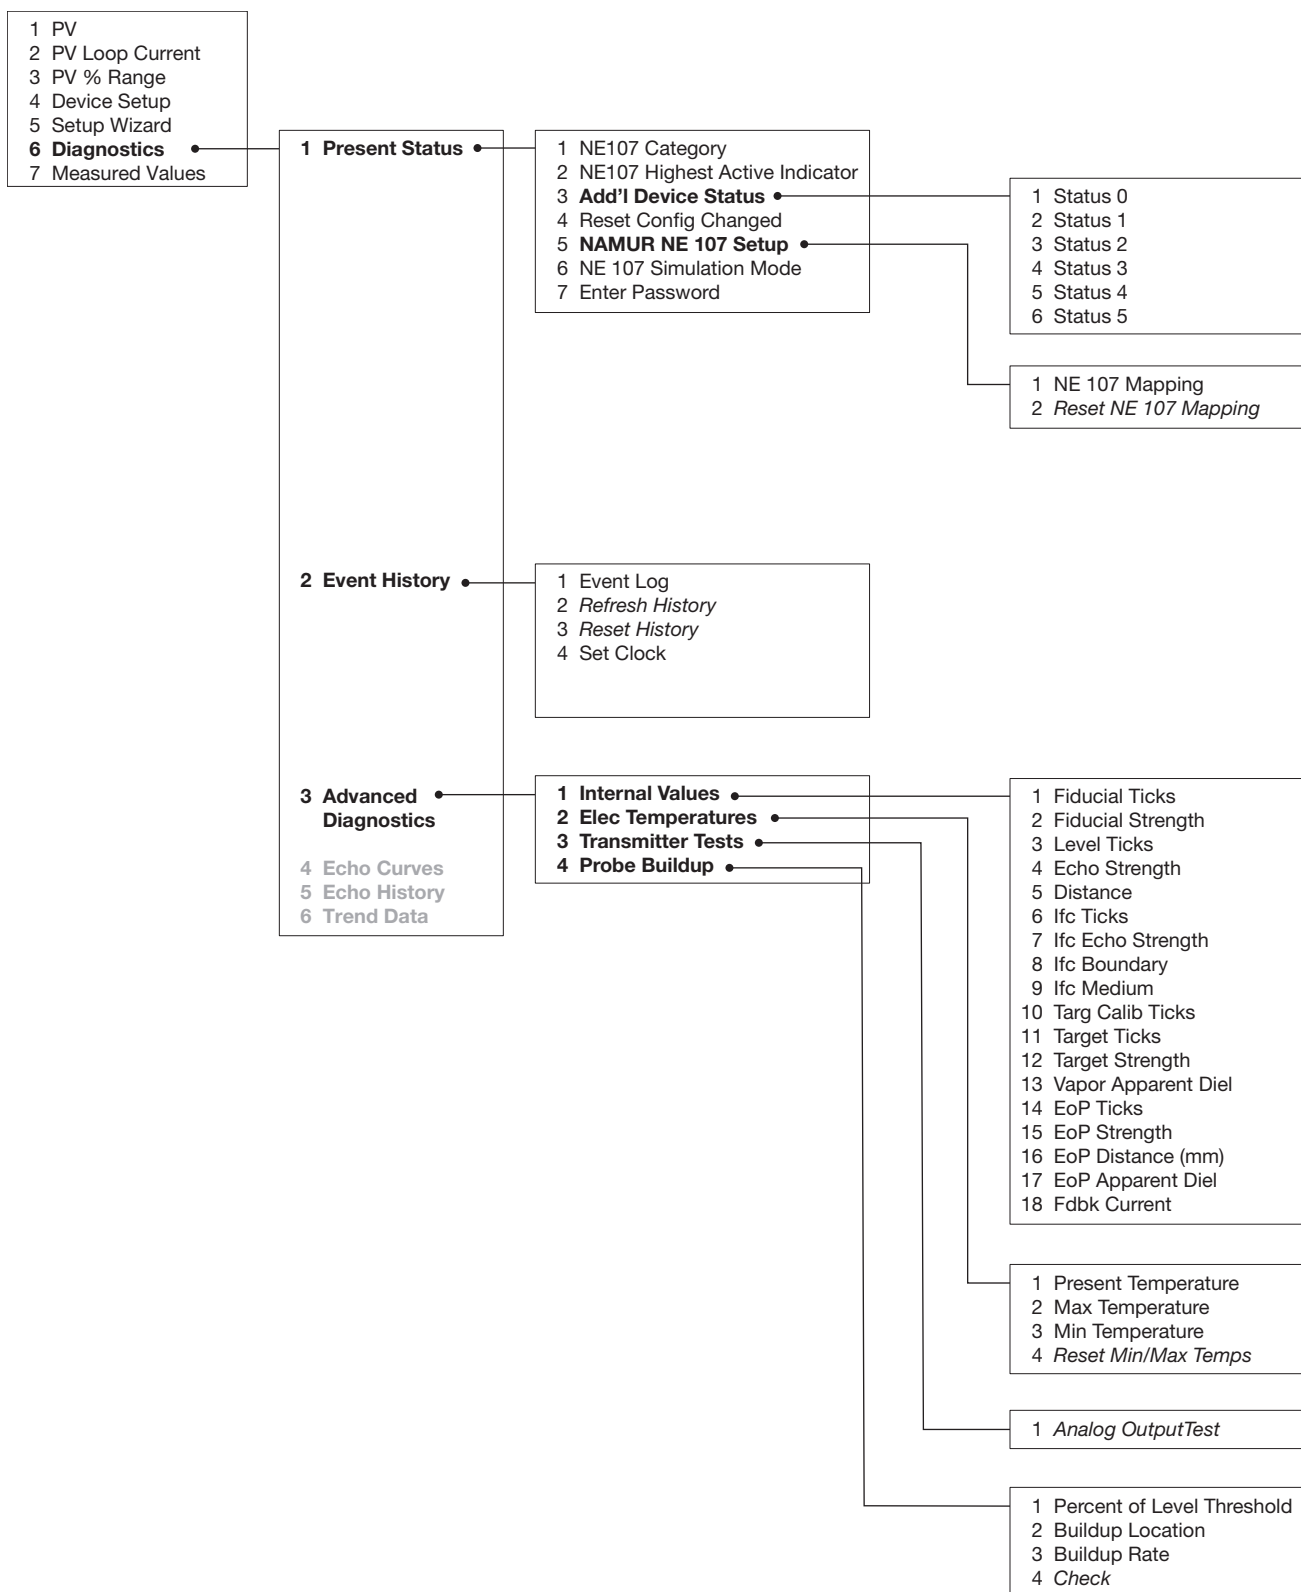 1 PV
2 PV Loop Current
3 PV % Range
4 Device Setup
5 Setup Wizard
6 Diagnostics
7 Measured Values
1 Present Status
2 Event History
3 Advanced
Diagnostics
4 Echo Curves
5 Echo History
6 Trend Data
1 NE107 Category
2 NE107 Highest Active Indicator
3 Add'l Device Status
4 Reset Config Changed
5 NAMUR NE 107 Setup
6 NE 107 Simulation Mode
7 Enter Password
1 Status 0
2 Status 1
3 Status 2
4 Status 3
5 Status 4
6 Status 5
1 NE 107 Mapping
2 Reset NE 107 Mapping
1 Event Log
2 Refresh History
3 Reset History
4 Set Clock
1 Internal Values
2 Elec Temperatures
3 Transmitter Tests
4 Probe Buildup
1 Fiducial Ticks
2 Fiducial Strength
3 Level Ticks
4 Echo Strength
5 Distance
6 Ifc Ticks
7 Ifc Echo Strength
8 Ifc Boundary
9 Ifc Medium
10 Targ Calib Ticks
11 Target Ticks
12 Target Strength
13 Vapor Apparent Diel
14 EoP Ticks
15 EoP Strength
16 EoP Distance (mm)
17 EoP Apparent Diel
18 Fdbk Current
1 Present Temperature
2 Max Temperature
3 Min Temperature
4 Reset Min/Max Temps
1 Analog OutputTest
1 Percent of Level Threshold
2 Buildup Location
3 Buildup Rate
4 Check